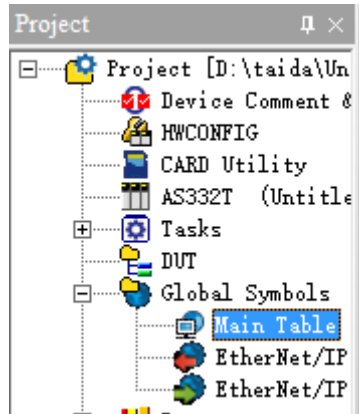 Project
Project [D:\taida\Un
Device Comment &
HWCONFIG
CARD Utility
AS332T (Untitle
Tasks
DUT
Global Symbols
Main Table
EtherNet/IP
EtherNet/IP